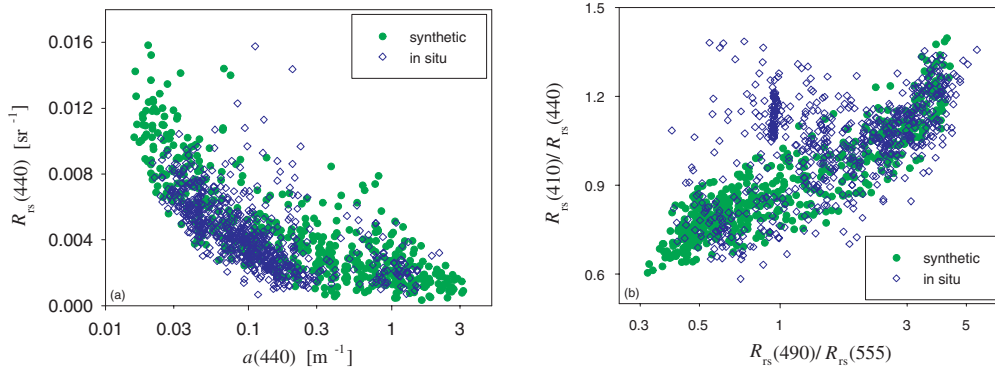 0.016
0.012
0.008
0.004
0.000
R_rs(440) [sr⁻¹]
synthetic
in situ
(a)
0.01 0.03 0.1 0.3 1 3
a(440) [m⁻¹]
1.5
1.2
0.9
0.6
R_rs(410)/ R_rs(440)
synthetic
in situ
(b)
0.3 0.5 1 3 5
R_rs(490)/ R_rs(555)